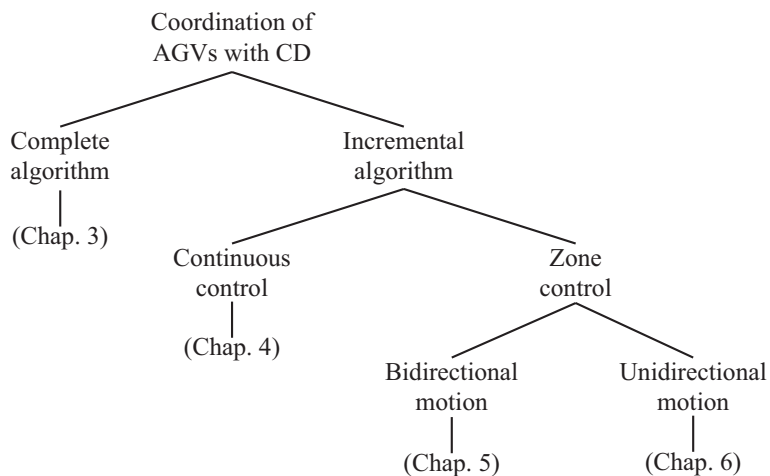 Coordination of
AGVs with CD
Complete
algorithm
Incremental
algorithm
(Chap. 3)
Continuous
control
Zone
control
(Chap. 4)
Bidirectional
motion
Unidirectional
motion
(Chap. 5)
(Chap. 6)